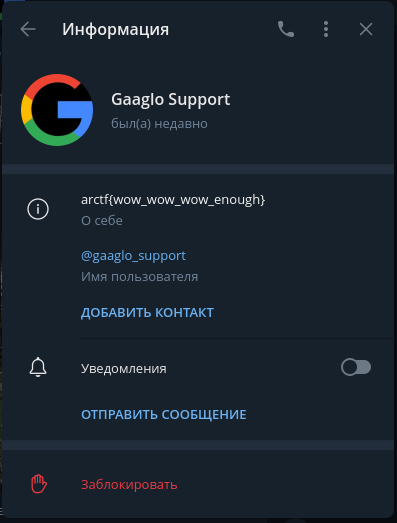 Информация
Gaaglo Support
был(а) недавно
arctf{wow_wow_wow_enough}
О себе
@gaaglo_support
Имя пользователя
ДОБАВИТЬ КОНТАКТ
Уведомления
ОТПРАВИТЬ СООБЩЕНИЕ
Заблокировать